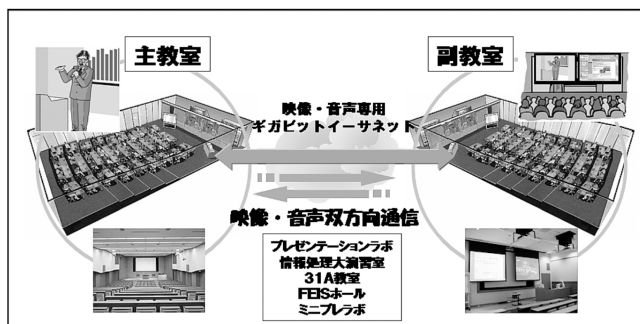 主教室
副教室
映像・音声専用
ギガビットイーサネット
映像・音声双方向通信
プレゼンテーションラボ
情報処理大演習室
31A教室
FEISホール
ミニプレラボ